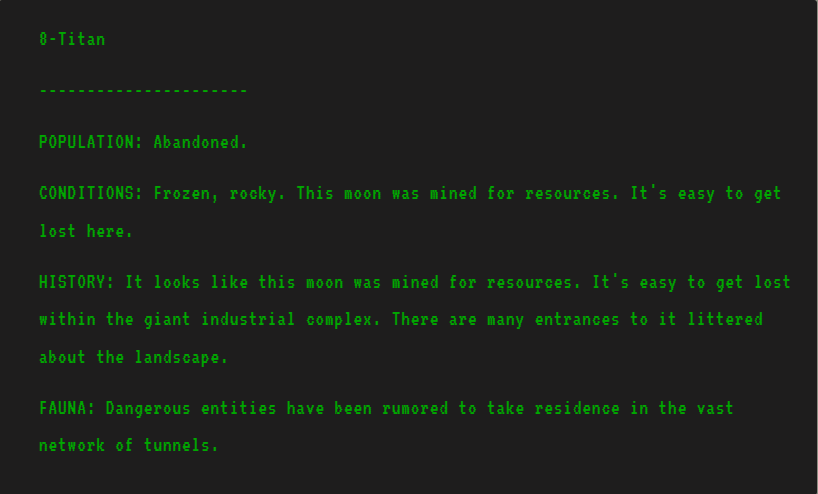 8-Titan
----------------------
POPULATION: Abandoned.
CONDITIONS: Frozen, rocky. This moon was mined for resources. It's easy to get
lost here.
HISTORY: It looks like this moon was mined for resources. It's easy to get lost
within the giant industrial complex. There are many entrances to it littered
about the landscape.
FAUNA: Dangerous entities have been rumored to take residence in the vast
network of tunnels.